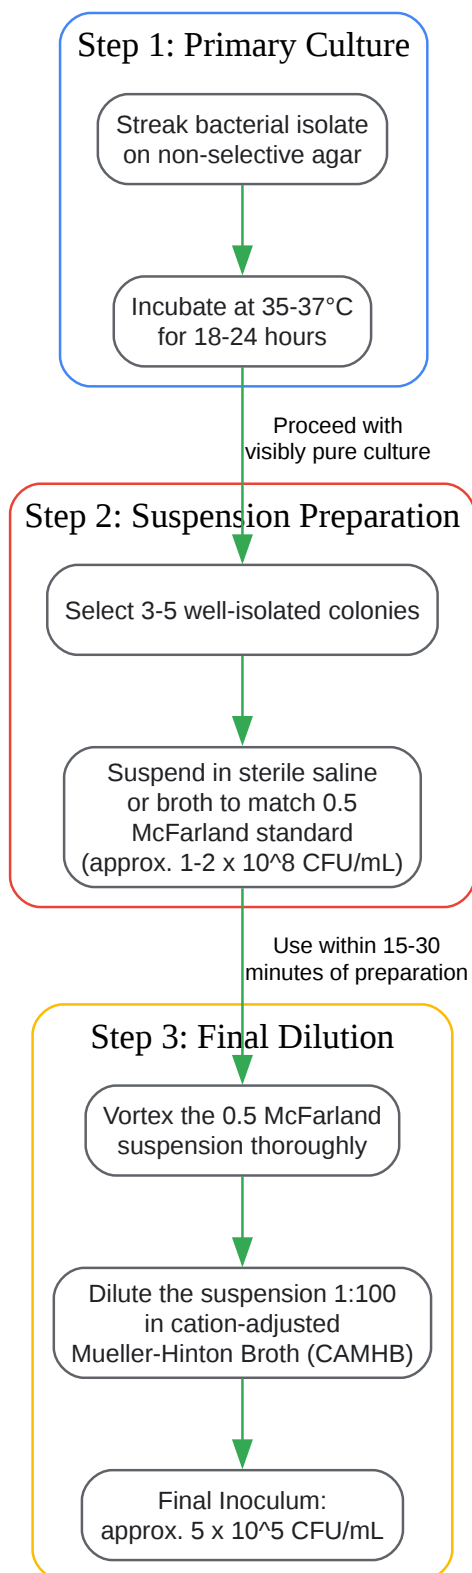 Step 1: Primary Culture
Streak bacterial isolate
on non-selective agar
Incubate at 35-37°C
for 18-24 hours
Proceed with
visibly pure culture
Step 2: Suspension Preparation
Select 3-5 well-isolated colonies
Suspend in sterile saline
or broth to match 0.5
McFarland standard
(approx. 1-2 x 10^8 CFU/mL)
Use within 15-30
minutes of preparation
Step 3: Final Dilution
Vortex the 0.5 McFarland
suspension thoroughly
Dilute the suspension 1:100
in cation-adjusted
Mueller-Hinton Broth (CAMHB)
Final Inoculum:
approx. 5 x 10^5 CFU/mL